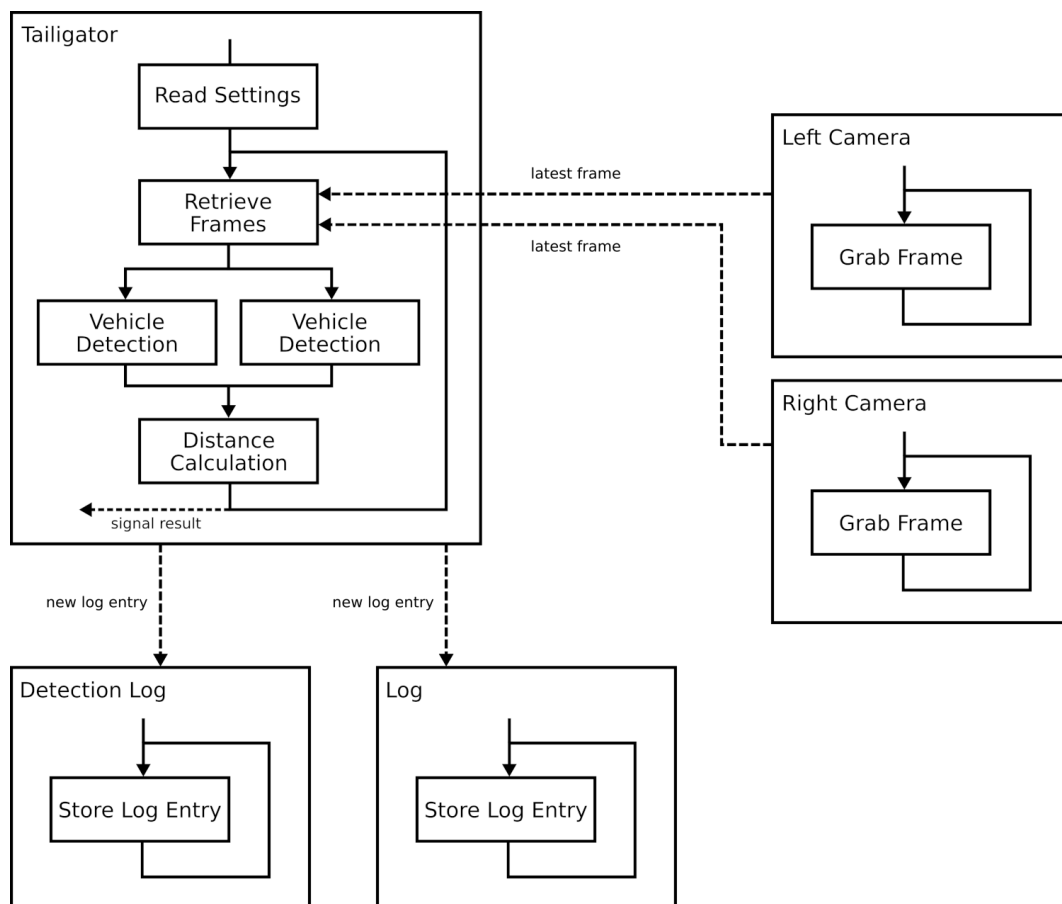 Tailigator
Read Settings
Left Camera
latest frame
Retrieve
Frames
latest frame
Grab Frame
Vehicle
Detection
Vehicle
Detection
Right Camera
Distance
Calculation
signal result
Grab Frame
new log entry
new log entry
Detection Log
Log
Store Log Entry
Store Log Entry